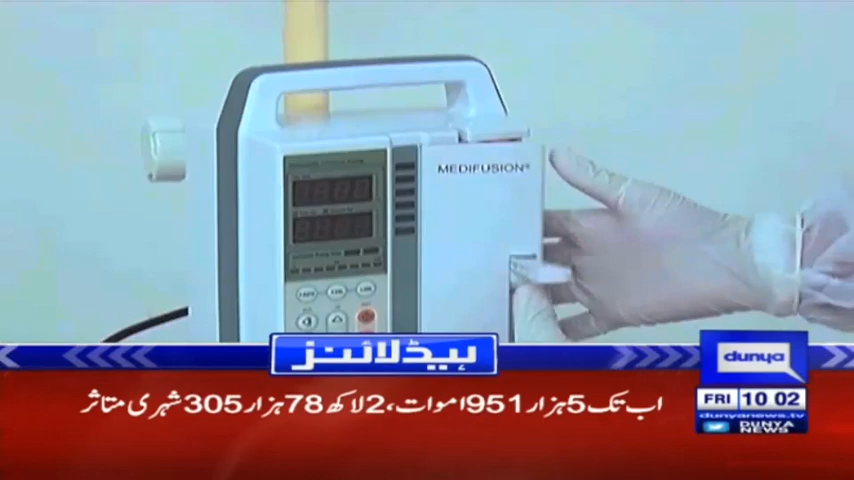 MEDIFUSION®
ہیڈلائنز
dunya
اب تک 5 ہزار 951 اموات، 2 لاکھ 78 ہزار 305 شہری متاثر
FRI 10 02
dunyanews.tv
DUNYA
NEWS